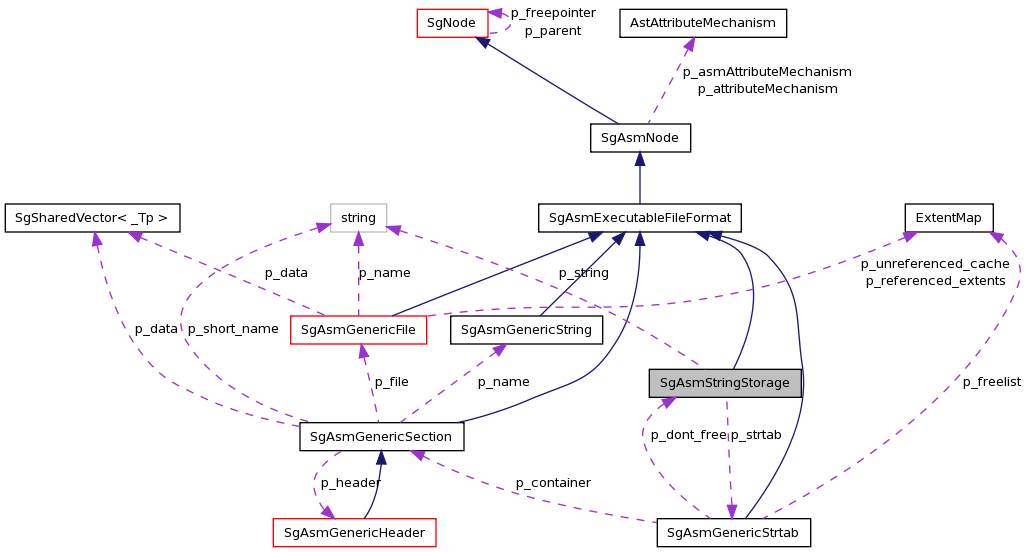 SgNode
p_freepointer
p_parent
AstAttributeMechanism
p_asmAttributeMechanism
p_attributeMechanism
SgAsmNode
SgSharedVector< _Tp >
string
SgAsmExecutableFileFormat
ExtentMap
p_data
p_name
p_string
p_unreferenced_cache
p_referenced_extents
p_data
p_short_name
SgAsmGenericFile
SgAsmGenericString
p_file
p_name
SgAsmStringStorage
p_freelist
SgAsmGenericSection
p_dont_free
p_strtab
p_header
p_container
SgAsmGenericHeader
SgAsmGenericStrtab